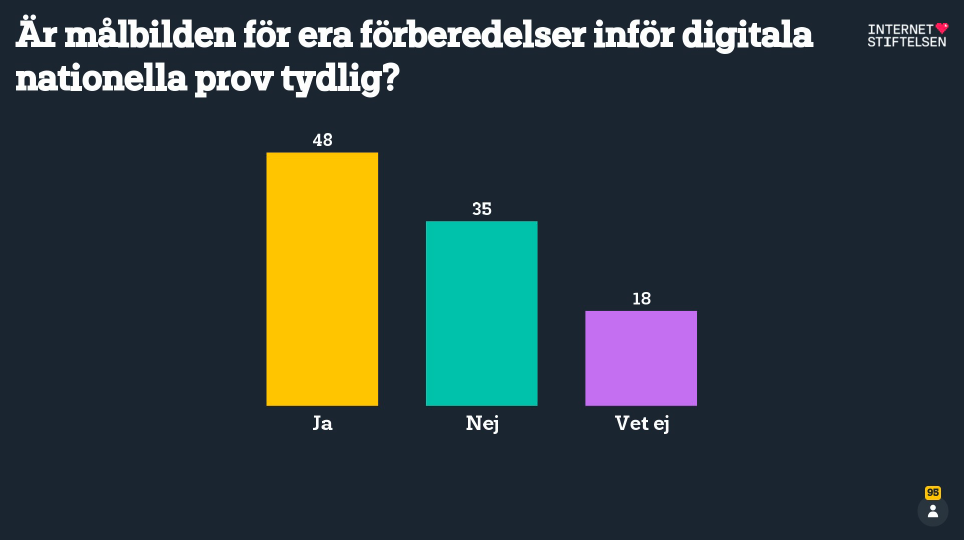 Är målbilden för era förberedelser inför digitala
nationella prov tydlig?
INTERNET
STIFTELSEN
48
35
18
Ja
Nej
Vet ej
95